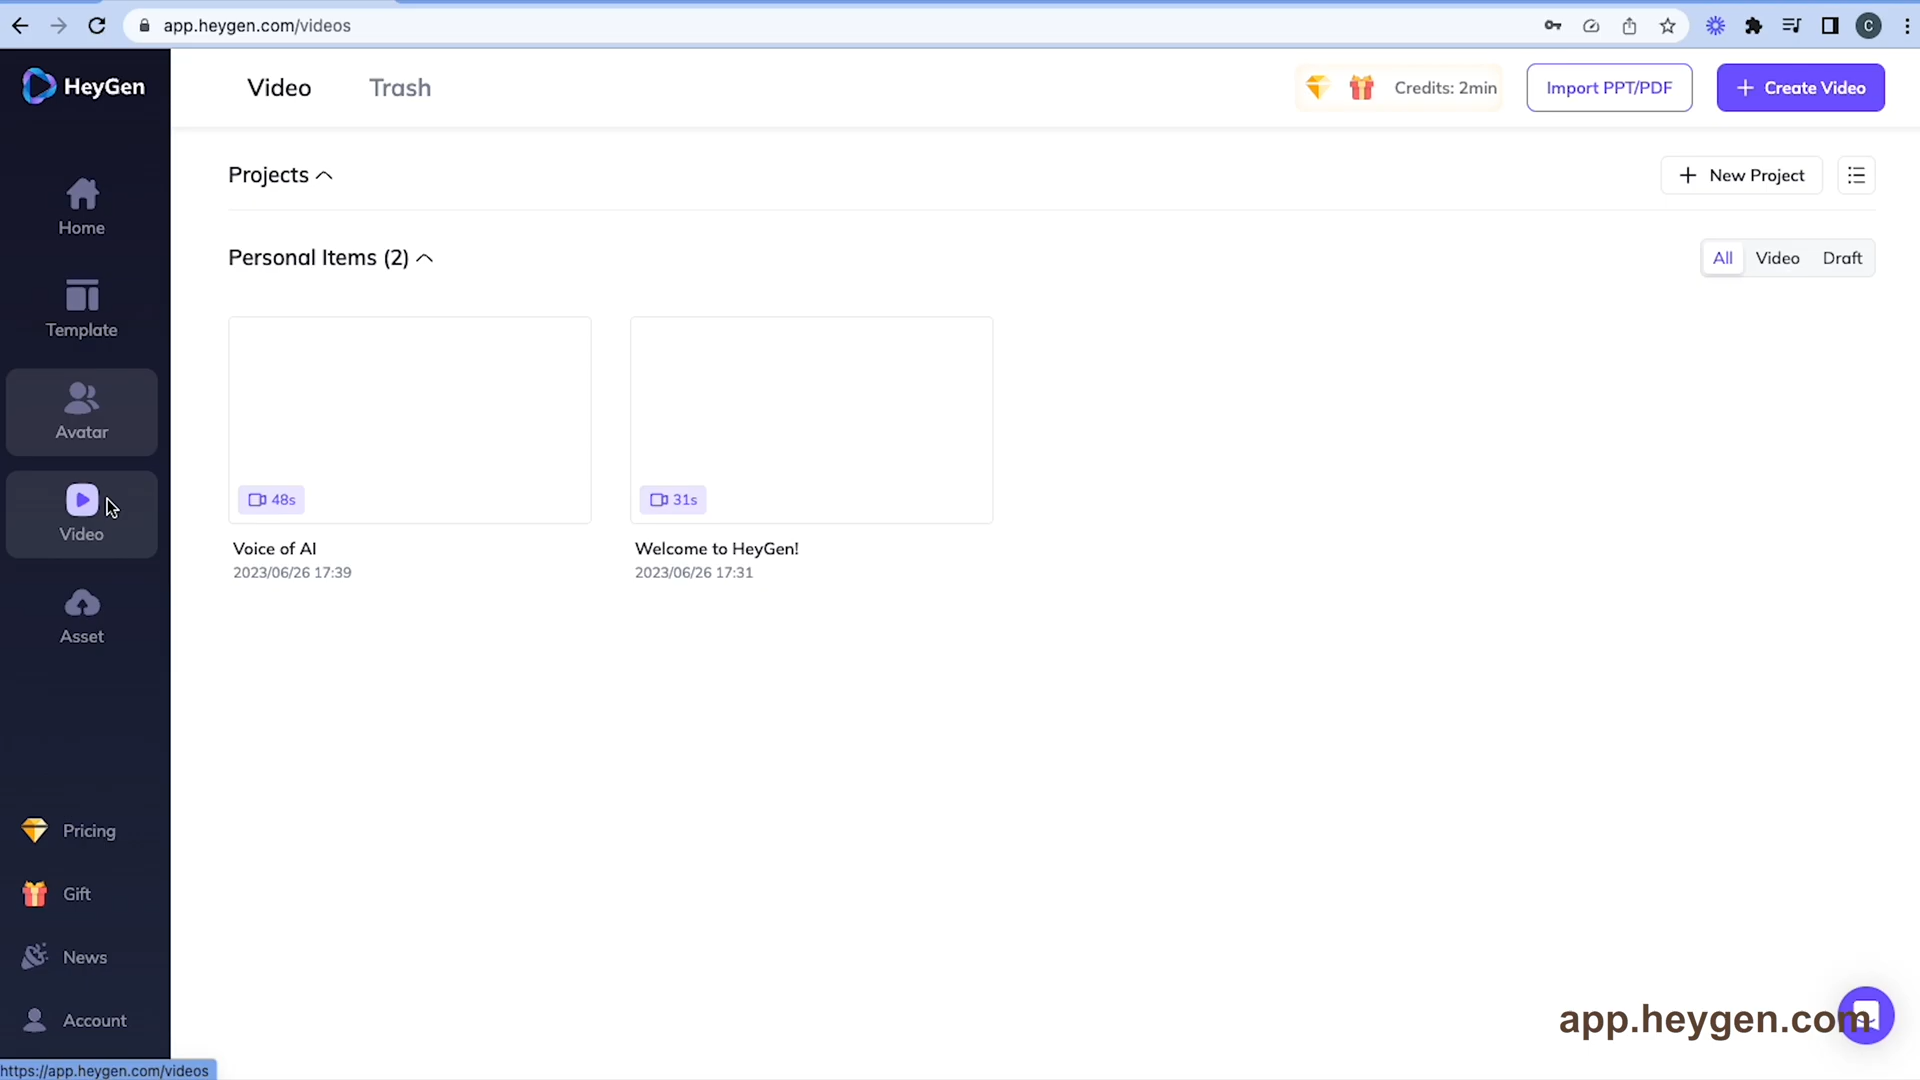 app.heygen.com/videos
C
HeyGen
Video
Trash
Credits: 2min
Import PPT/PDF
+ Create Video
Projects
+ New Project
Home
Personal Items (2)
All
Video
Draft
Template
Avatar
Video
48s
31s
Voice of AI
2023/06/26 17:39
Welcome to HeyGen!
2023/06/26 17:31
Asset
Pricing
Gift
News
Account
app.heygen.com
https://app.heygen.com/videos